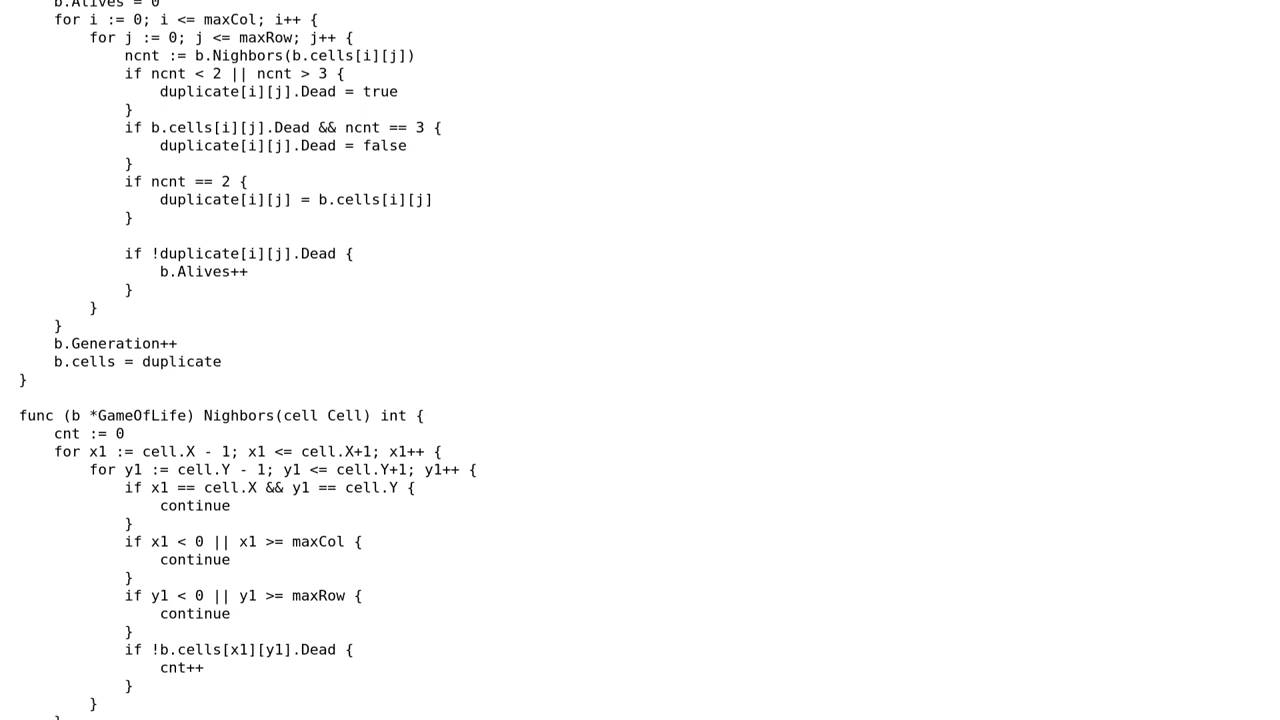 b.Alives = 0
for i := 0; i <= maxCol; i++ {
for j := 0; j <= maxRow; j++ {
ncnt := b.Nighbors(b.cells[i][j])
if ncnt < 2 || ncnt > 3 {
duplicate[i][j].Dead = true
}
if b.cells[i][j].Dead && ncnt == 3 {
duplicate[i][j].Dead = false
}
if ncnt == 2 {
duplicate[i][j] = b.cells[i][j]
}
if !duplicate[i][j].Dead {
b.Alives++
}
}
}
b.Generation++
b.cells = duplicate
}
func (b *GameOfLife) Nighbors(cell Cell) int {
cnt := 0
for x1 := cell.X - 1; x1 <= cell.X+1; x1++ {
for y1 := cell.Y - 1; y1 <= cell.Y+1; y1++ {
if x1 == cell.X && y1 == cell.Y {
continue
}
if x1 < 0 || x1 >= maxCol {
continue
}
if y1 < 0 || y1 >= maxRow {
continue
}
if !b.cells[x1][y1].Dead {
cnt++
}
}
}